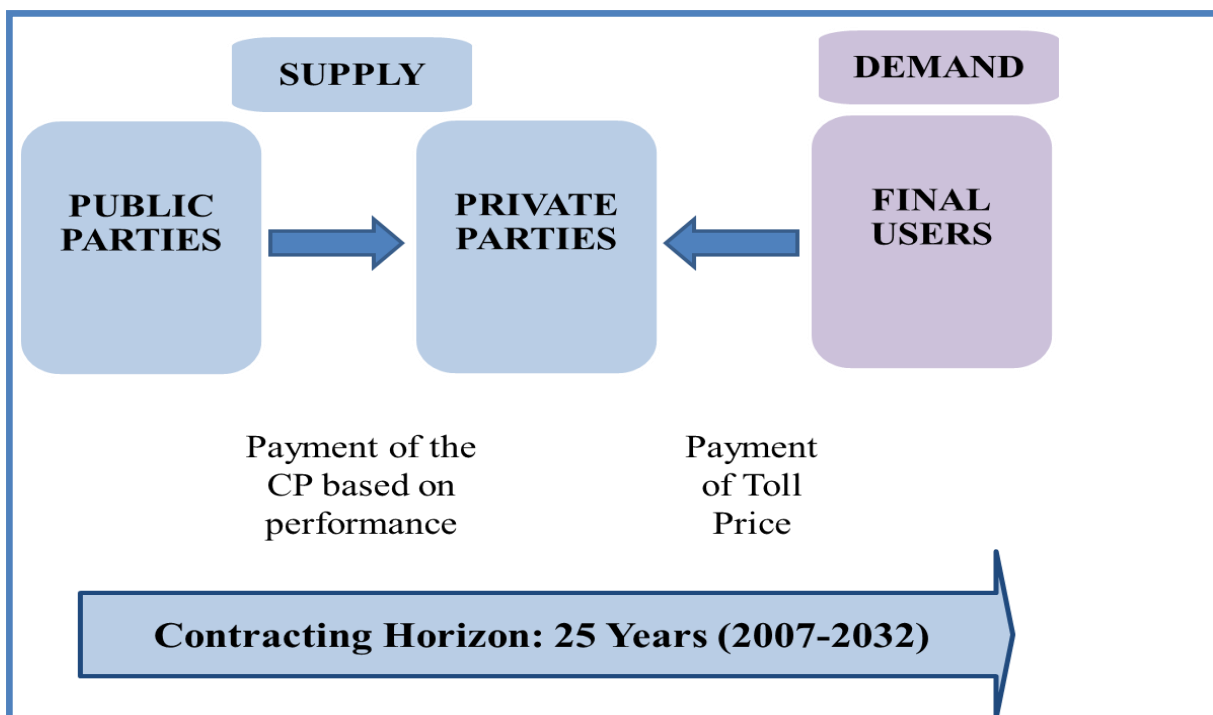 SUPPLY
DEMAND
PUBLIC
PARTIES
PRIVATE
PARTIES
FINAL
USERS
Payment of the
CP based on
performance
Payment
of Toll
Price
Contracting Horizon: 25 Years (2007-2032)